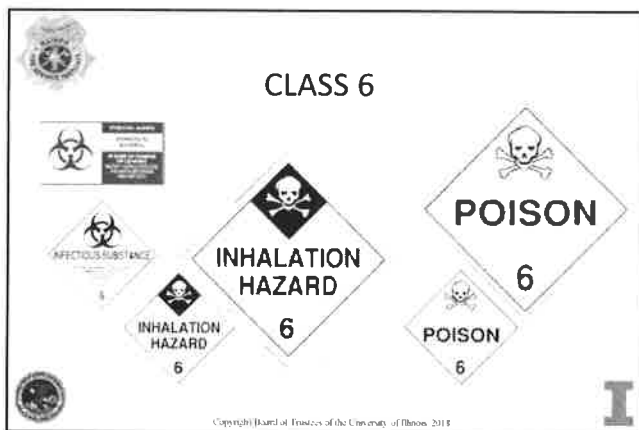 CLASS 6
INFECTIOUS SUBSTANCE
6
INHALATION
HAZARD
6
INHALATION
HAZARD
6
POISON
6
POISON
6
Copyright Board of Trustees of the University of Illinois, 2018
I